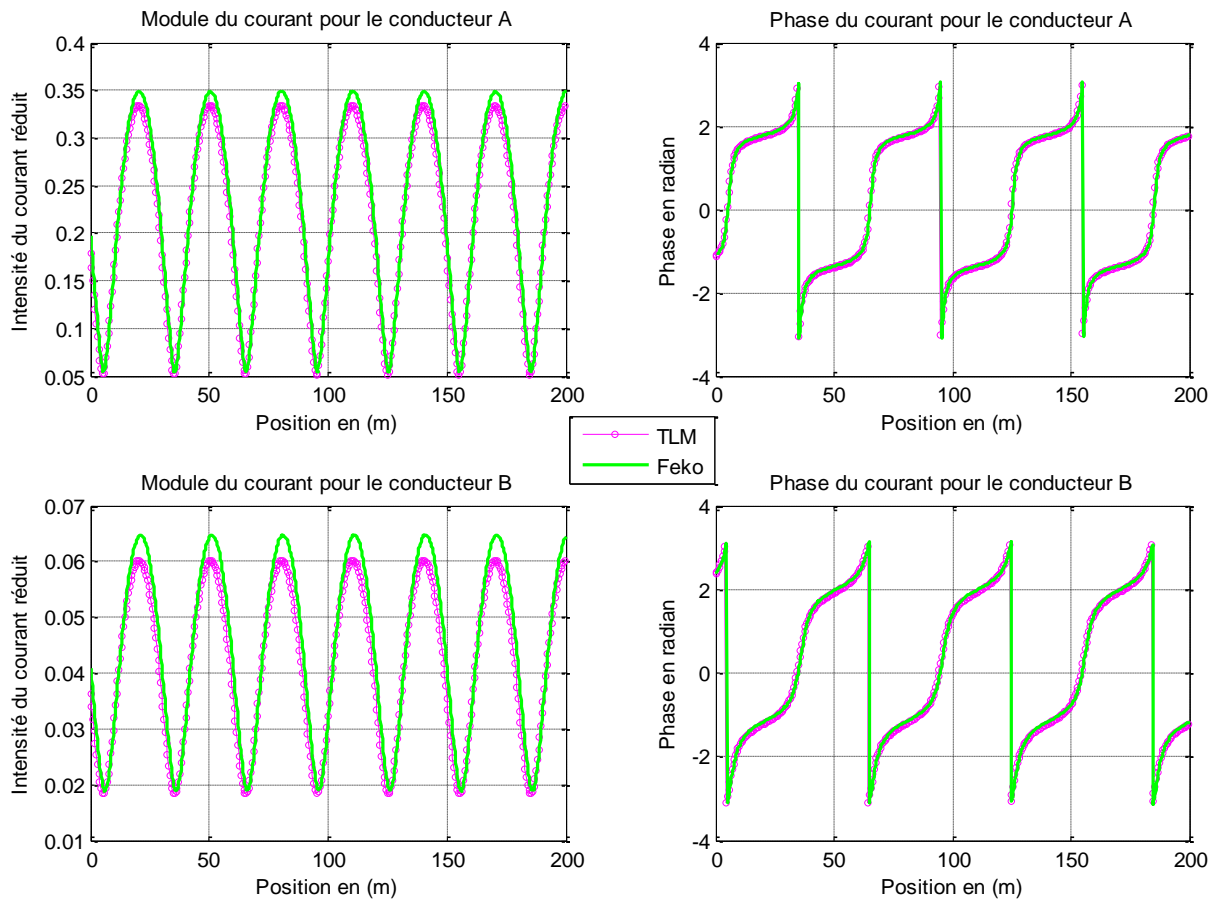 Module du courant pour le conducteur A
Intensité du courant réduit
0.4
0.35
0.3
0.25
0.2
0.15
0.1
0.05
0 50 100 150 200
Position en (m)
Phase du courant pour le conducteur A
Phase en radian
4
2
0
-2
-4
0 50 100 150 200
Position en (m)
TLM
Feko
Module du courant pour le conducteur B
Intensité du courant réduit
0.07
0.06
0.05
0.04
0.03
0.02
0.01
0 50 100 150 200
Position en (m)
Phase du courant pour le conducteur B
Phase en radian
4
2
0
-2
-4
0 50 100 150 200
Position en (m)